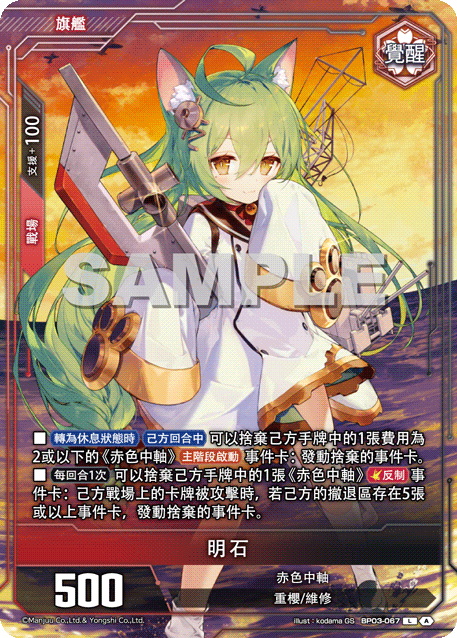 旗艦
覺醒
支援+100
戰場
SAMPLE
■ 轉為休息狀態時 己方回合中 可以捨棄己方手牌中的1張費用為
2或以下的《赤色中軸》主階段啟動 事件卡：發動捨棄的事件卡。
■ 每回合1次 可以捨棄己方手牌中的1張《赤色中軸》反制 事
件卡：己方戰場上的卡牌被攻擊時，若己方的撤退區存在5張
或以上事件卡，發動捨棄的事件卡。
明石
500
赤色中軸
重櫻/維修
©Manjuu Co.,Ltd.& Yongshi Co.,Ltd.
illust：kodama GS BP03-067 L A